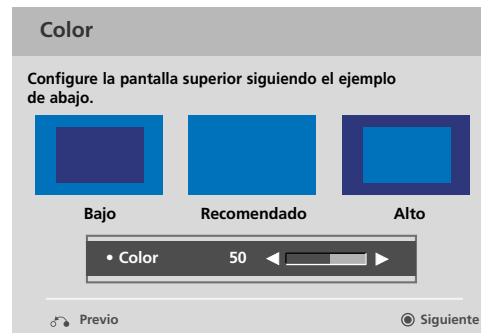 Color
Configure la pantalla superior siguiendo el ejemplo
de abajo.
Bajo Recomendado Alto
• Color 50
Previo Siguiente